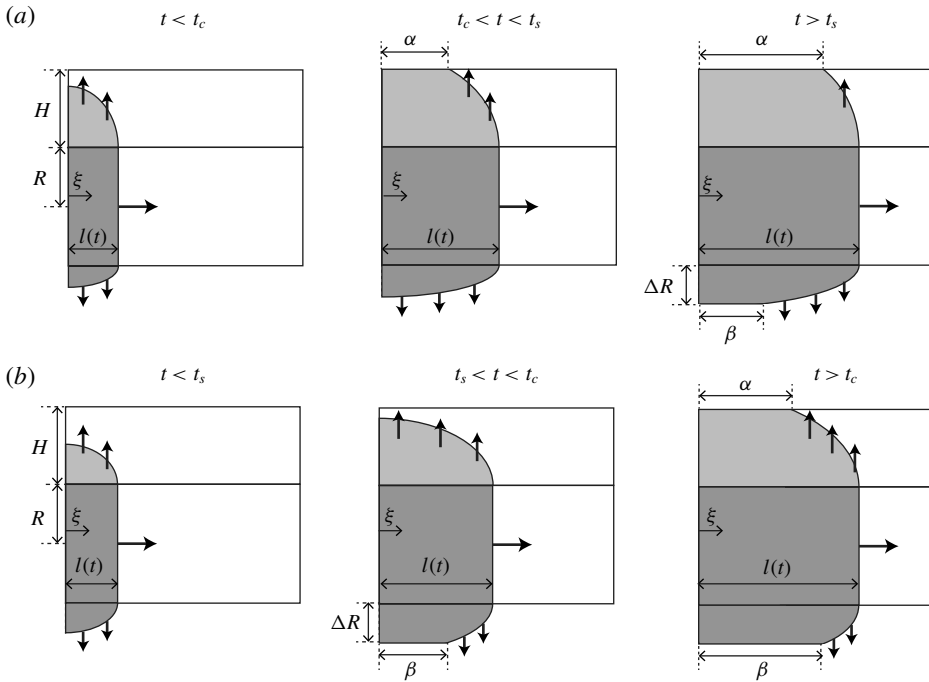 (a)
t < t_c
t_c < t < t_s
t > t_s
α
α
H
R
ξ
ξ
ξ
l(t)
l(t)
l(t)
ΔR
β
(b)
t < t_s
t_s < t < t_c
t > t_c
α
H
R
ξ
ξ
ξ
l(t)
l(t)
l(t)
ΔR
β
β